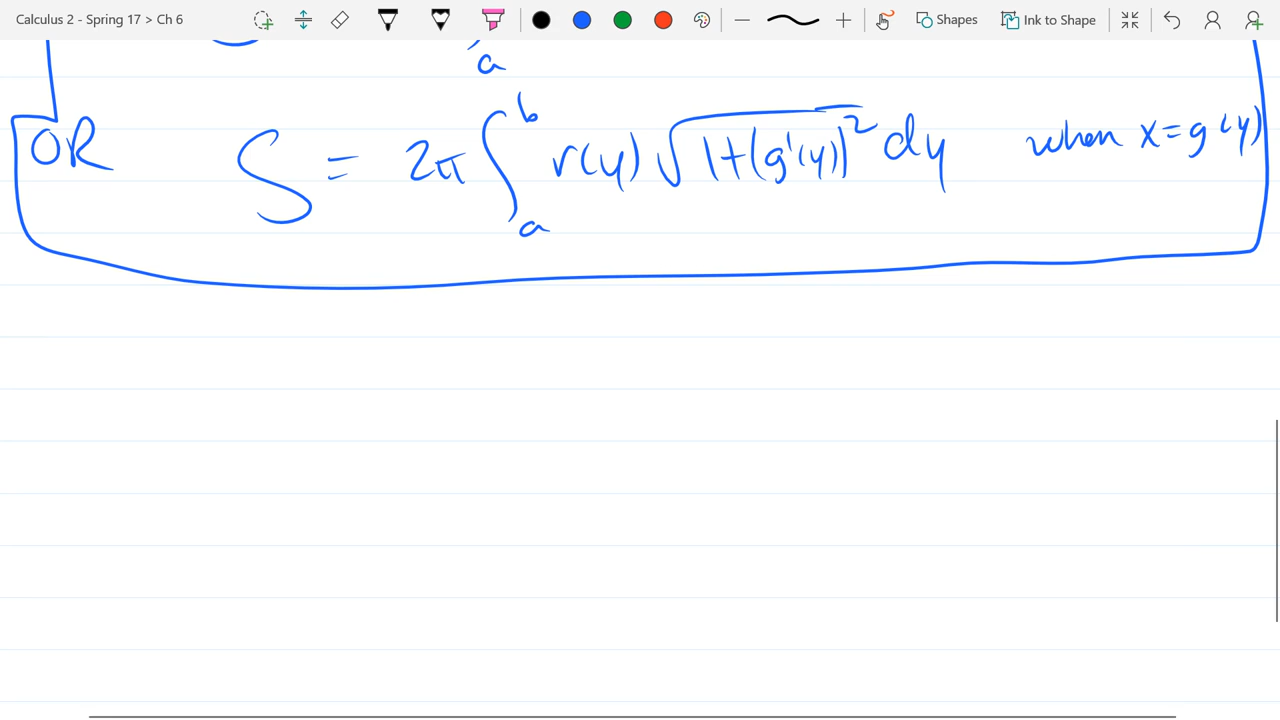 Calculus 2 - Spring 17 > Ch 6
Shapes
Ink to Shape
a
OR S = 2π ∫_a^b r(y) √(1+(g'(y))²) dy when x = g(y)